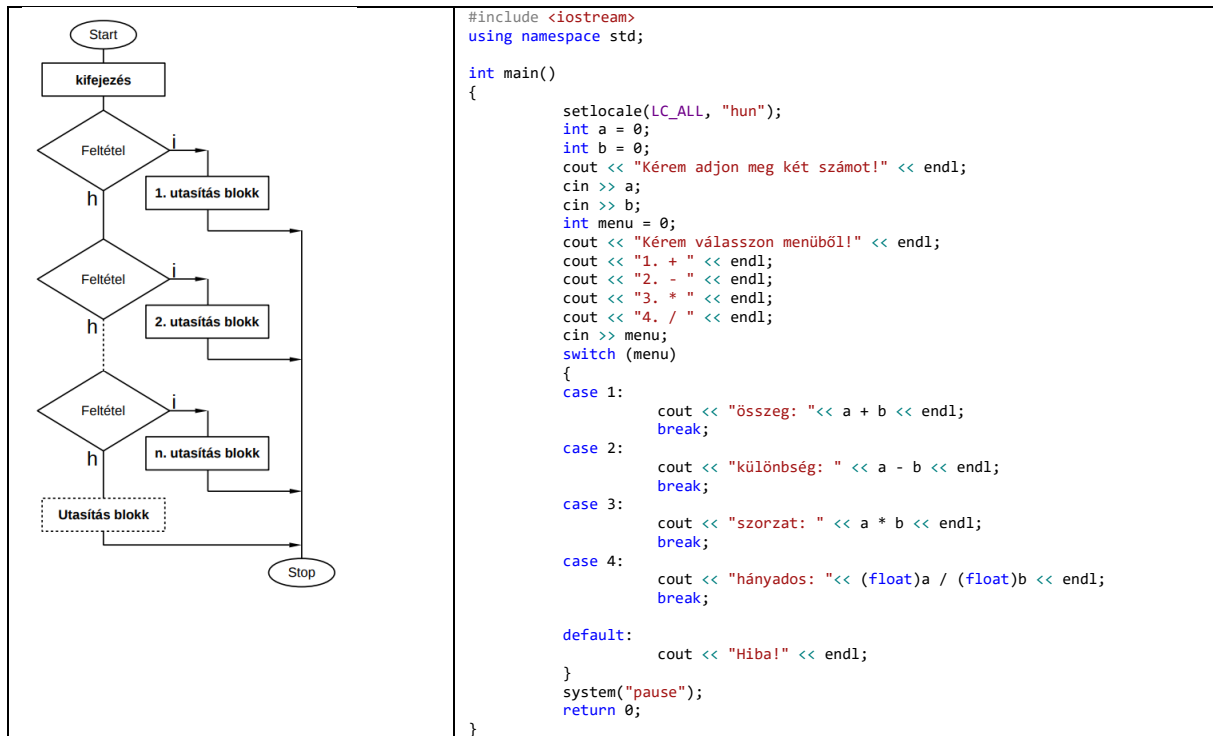 Start
kifejezés
Feltétel
i
1. utasítás blokk
h
Feltétel
i
2. utasítás blokk
h
Feltétel
i
n. utasítás blokk
h
Utasítás blokk
Stop
#include <iostream>
using namespace std;
int main()
{
setlocale(LC_ALL, "hun");
int a = 0;
int b = 0;
cout << "Kérem adjon meg két számot!" << endl;
cin >> a;
cin >> b;
int menu = 0;
cout << "Kérem válasszon menüből!" << endl;
cout << "1. + " << endl;
cout << "2. - " << endl;
cout << "3. * " << endl;
cout << "4. / " << endl;
cin >> menu;
switch (menu)
{
case 1:
cout << "összeg: "<< a + b << endl;
break;
case 2:
cout << "különbség: " << a - b << endl;
break;
case 3:
cout << "szorzat: " << a * b << endl;
break;
case 4:
cout << "hányados: "<< (float)a / (float)b << endl;
break;
default:
cout << "Hiba!" << endl;
}
system("pause");
return 0;
}